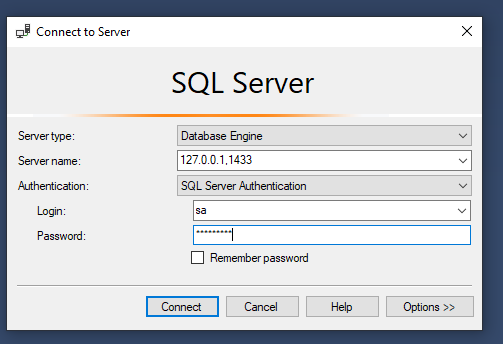 Connect to Server
SQL Server
Server type: Database Engine
Server name: 127.0.0.1,1433
Authentication: SQL Server Authentication
Login: sa
Password: *********
Remember password
Connect Cancel Help Options >>